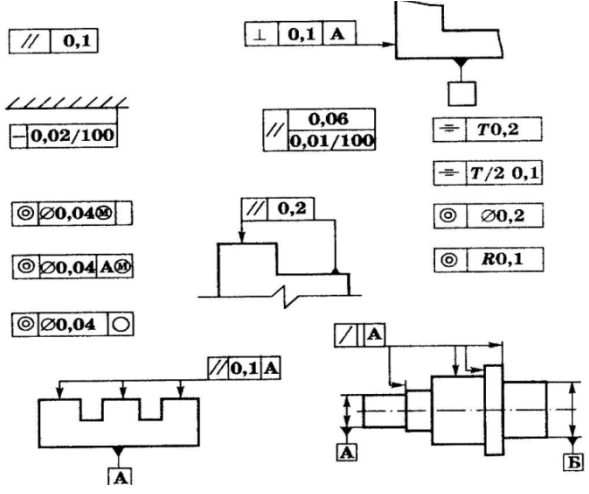 // 0,1
⊥ 0,1 А
— 0,02/100
// 0,06
0,01/100
⌯ T0,2
⌯ T/2 0,1
◎ ∅0,04Ⓜ
◎ ∅0,2
// 0,2
◎ ∅0,04 АⓂ
◎ R0,1
◎ ∅0,04 ○
// 0,1 А
/ А
А
А
Б